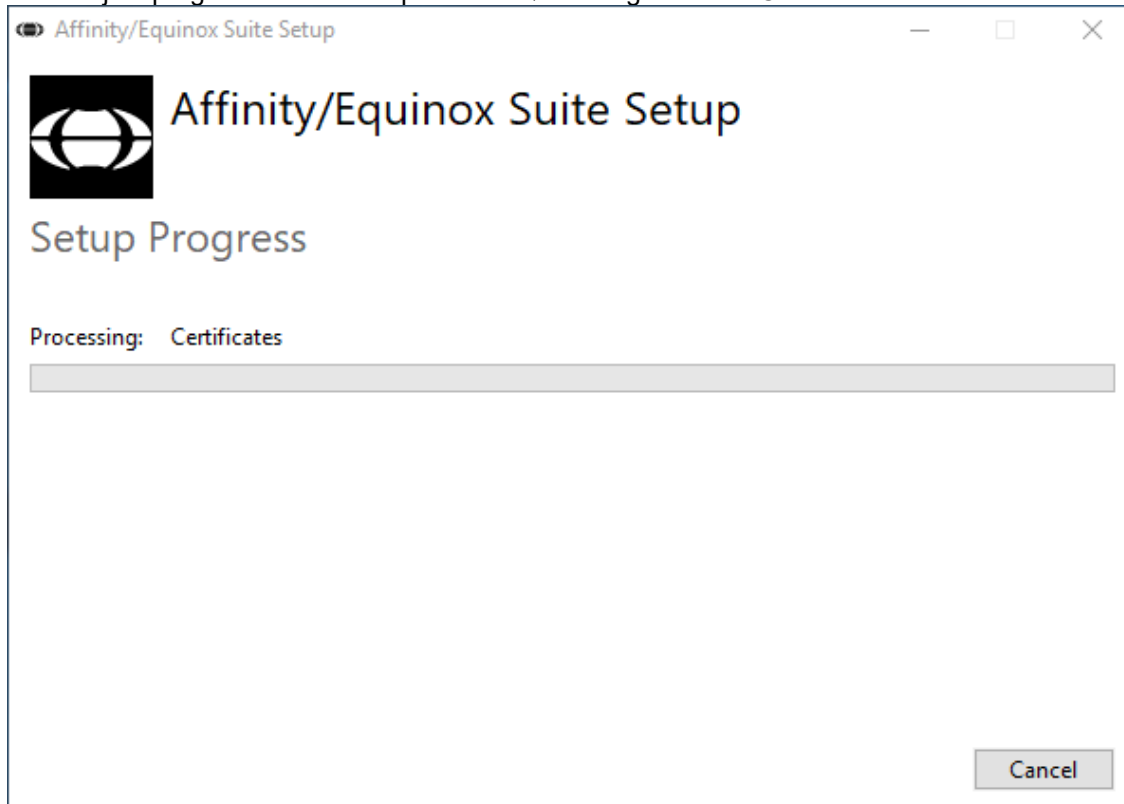 Affinity/Equinox Suite Setup
Affinity/Equinox Suite Setup
Setup Progress
Processing: Certificates
Cancel